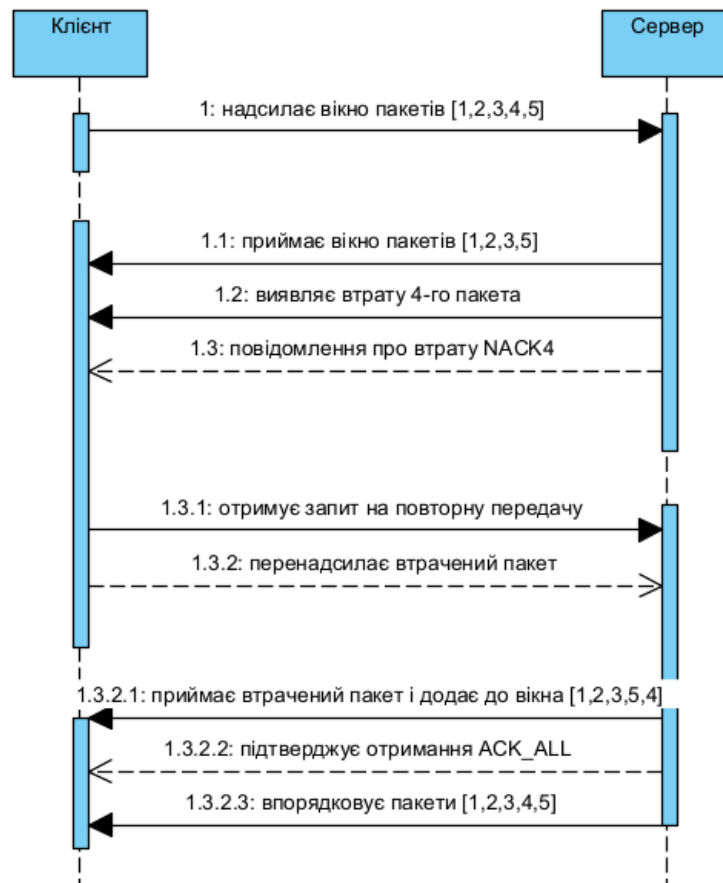 Клієнт
Сервер
1: надсилає вікно пакетів [1,2,3,4,5]
1.1: приймає вікно пакетів [1,2,3,5]
1.2: виявляє втрату 4-го пакета
1.3: повідомлення про втрату NACK4
1.3.1: отримує запит на повторну передачу
1.3.2: перенадсилає втрачений пакет
1.3.2.1: приймає втрачений пакет і додає до вікна [1,2,3,5,4]
1.3.2.2: підтверджує отримання ACK_ALL
1.3.2.3: впорядковує пакети [1,2,3,4,5]